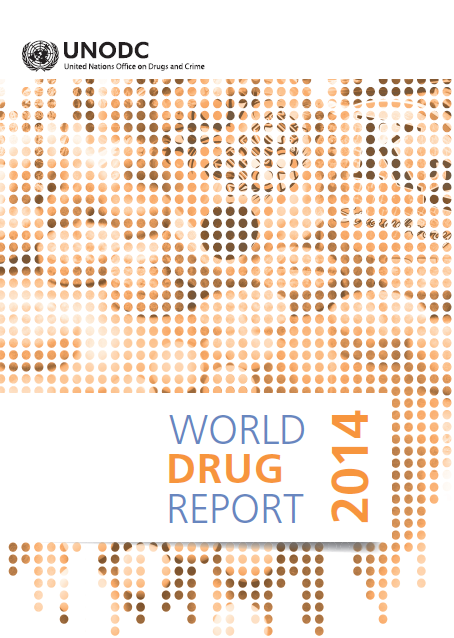 UNODC
United Nations Office on Drugs and Crime
WORLD
DRUG
REPORT
2014